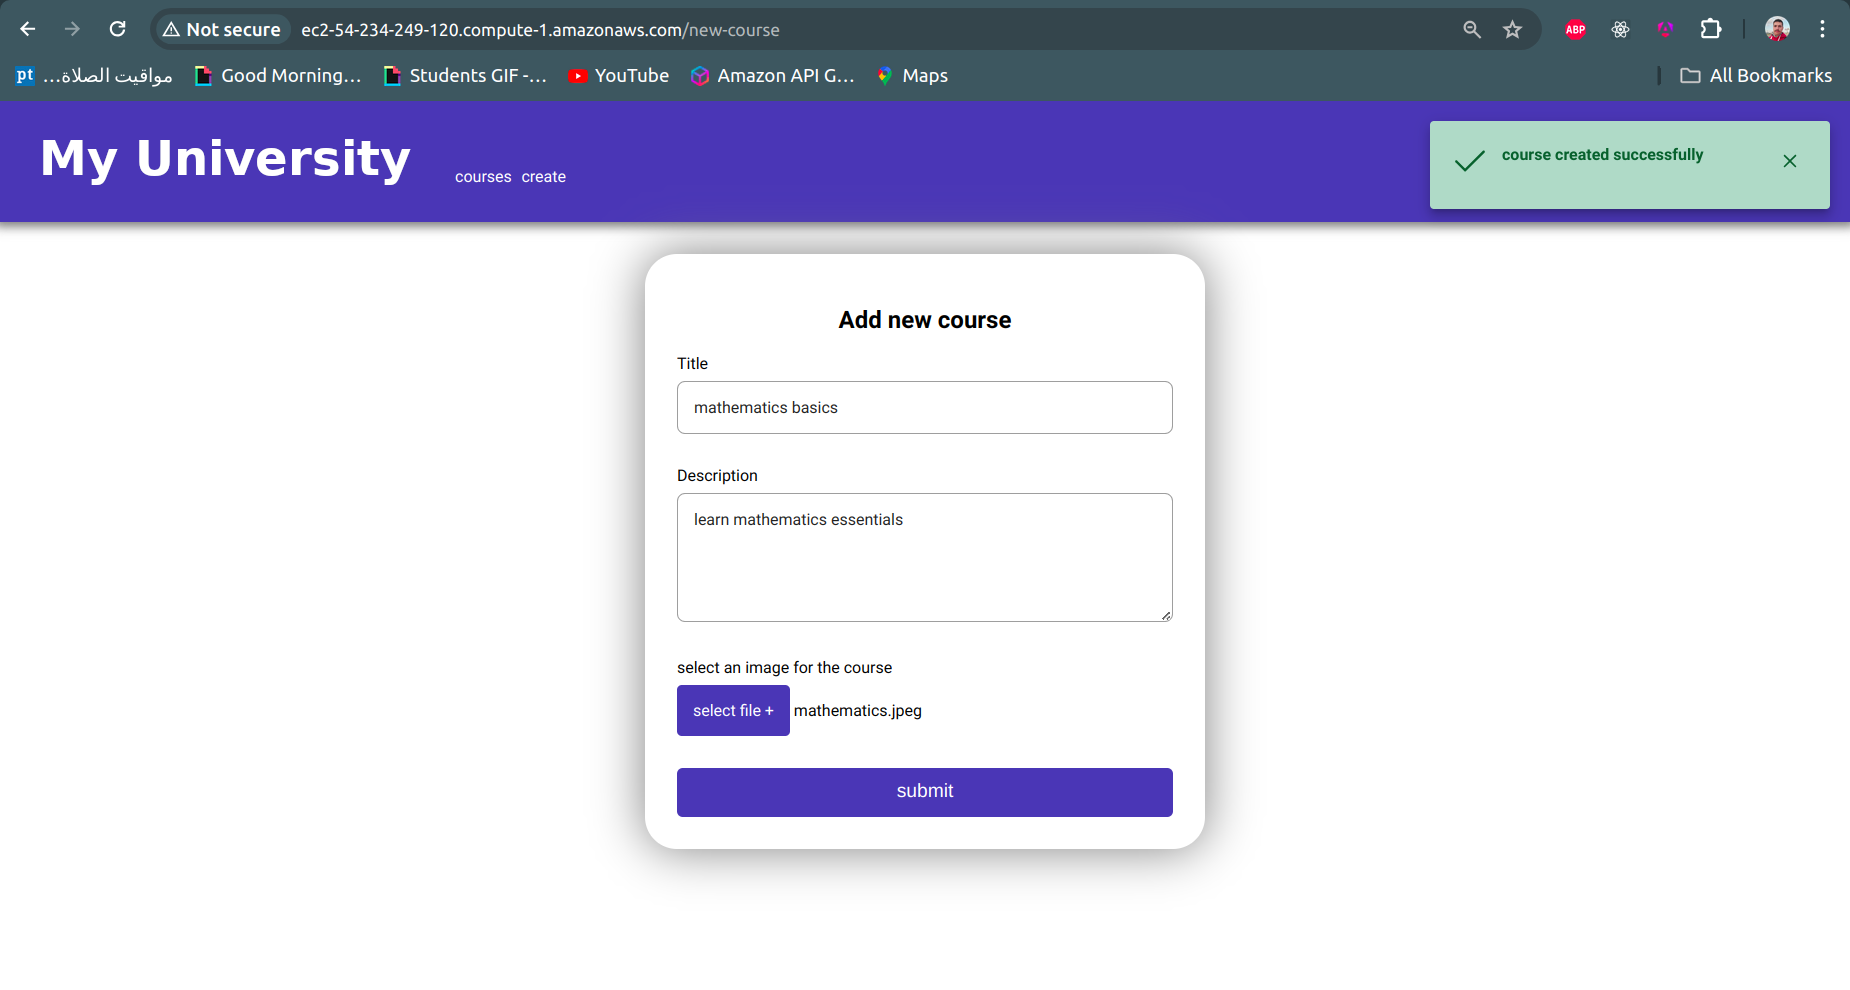 Not secure ec2-54-234-249-120.compute-1.amazonaws.com/new-course
ABP
pt مواقيت الصلاة... Good Morning... Students GIF -... YouTube Amazon API G... Maps All Bookmarks
My University courses create
course created successfully
Add new course
Title
mathematics basics
Description
learn mathematics essentials
select an image for the course
select file + mathematics.jpeg
submit